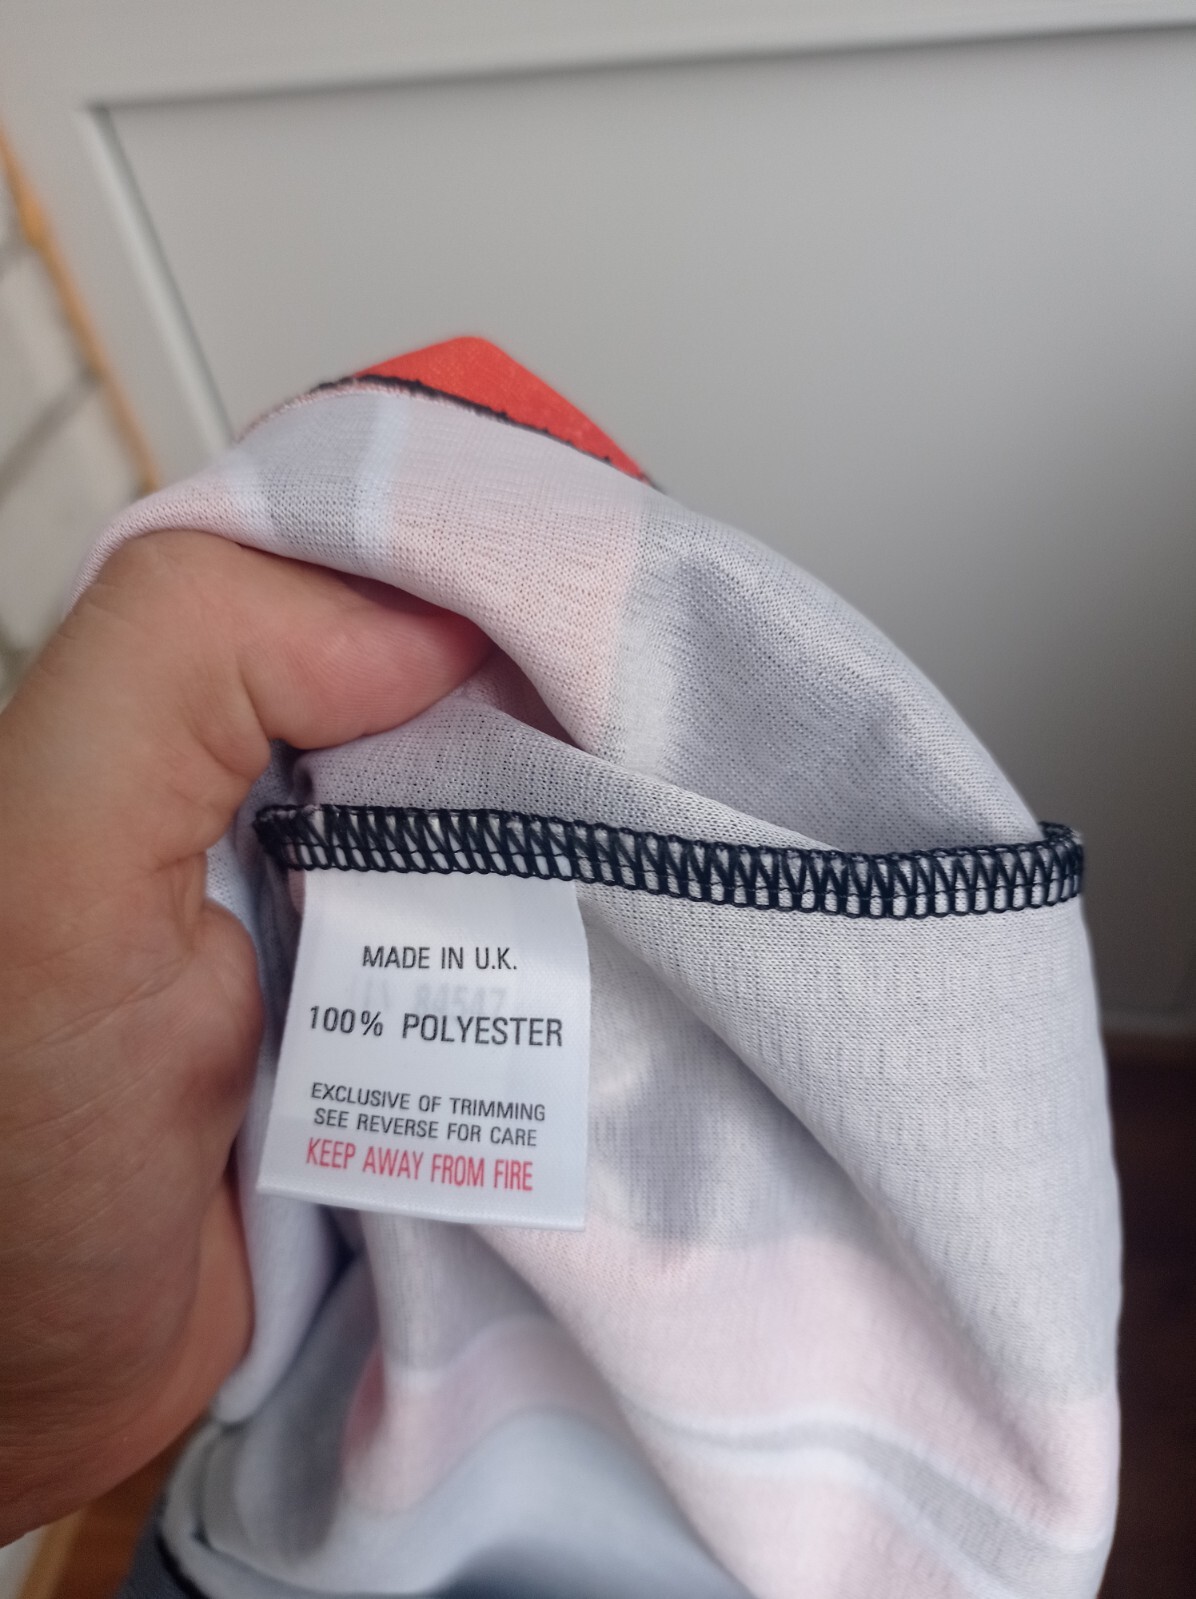 MADE IN U.K.
100% POLYESTER
EXCLUSIVE OF TRIMMING
SEE REVERSE FOR CARE
KEEP AWAY FROM FIRE